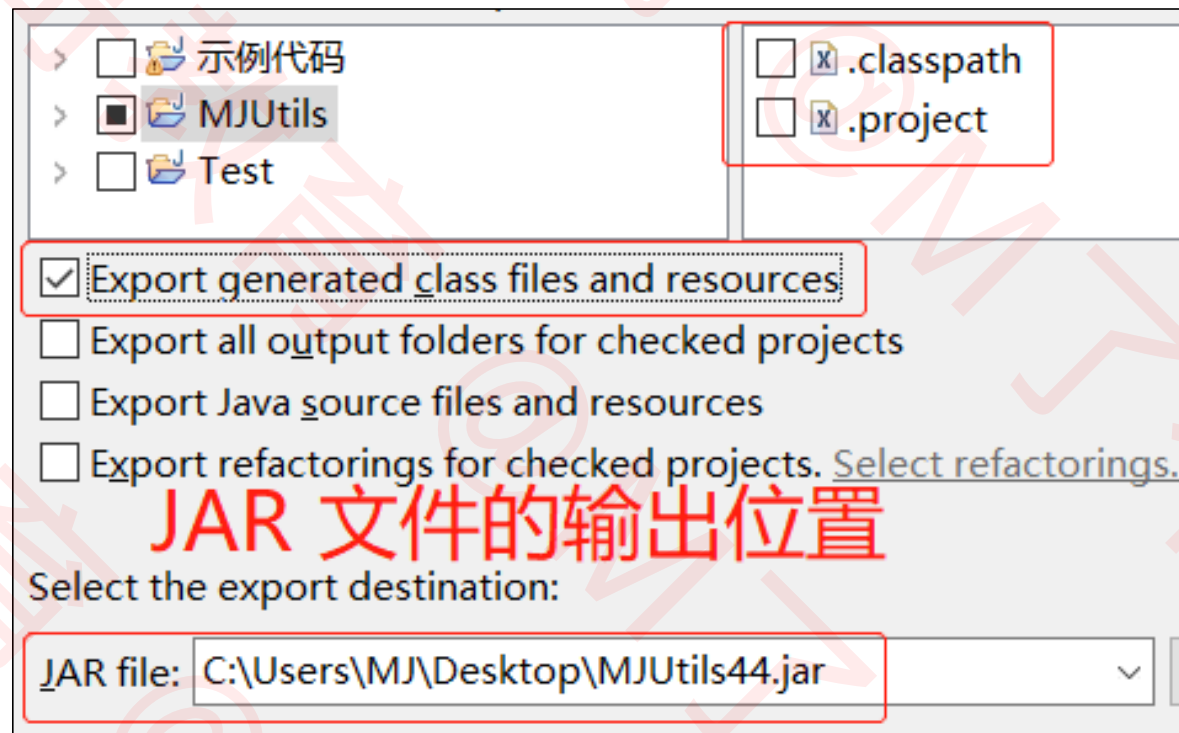 示例代码
MJUtils
Test
.classpath
.project
Export generated class files and resources
Export all output folders for checked projects
Export Java source files and resources
Export refactorings for checked projects. Select refactorings.
JAR 文件的输出位置
Select the export destination:
JAR file: C:\Users\MJ\Desktop\MJUtils44.jar